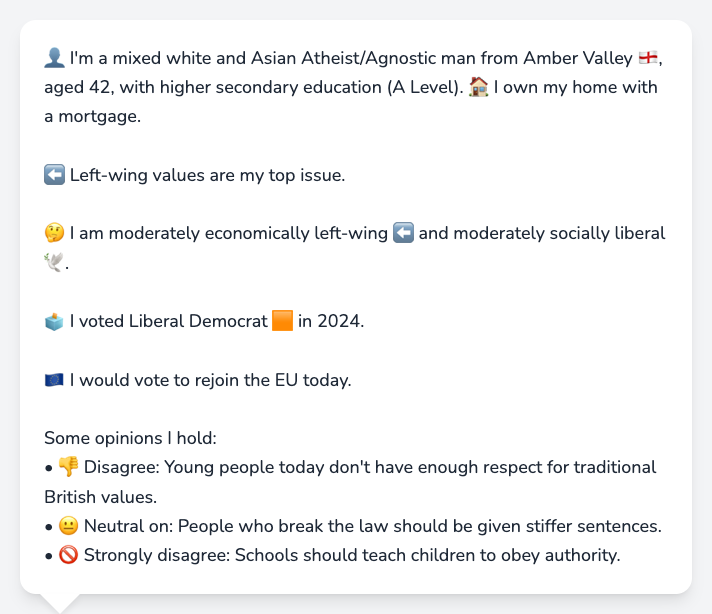 👤 I'm a mixed white and Asian Atheist/Agnostic man from Amber Valley 🏴󠁧󠁢󠁥󠁮󠁧󠁿,
aged 42, with higher secondary education (A Level). 🏠 I own my home with
a mortgage.
⬅️ Left-wing values are my top issue.
🤔 I am moderately economically left-wing ⬅️ and moderately socially liberal
🕊️.
🗳️ I voted Liberal Democrat 🟧 in 2024.
🇪🇺 I would vote to rejoin the EU today.
Some opinions I hold:
• 👎 Disagree: Young people today don't have enough respect for traditional
British values.
• 😐 Neutral on: People who break the law should be given stiffer sentences.
• 🚫 Strongly disagree: Schools should teach children to obey authority.